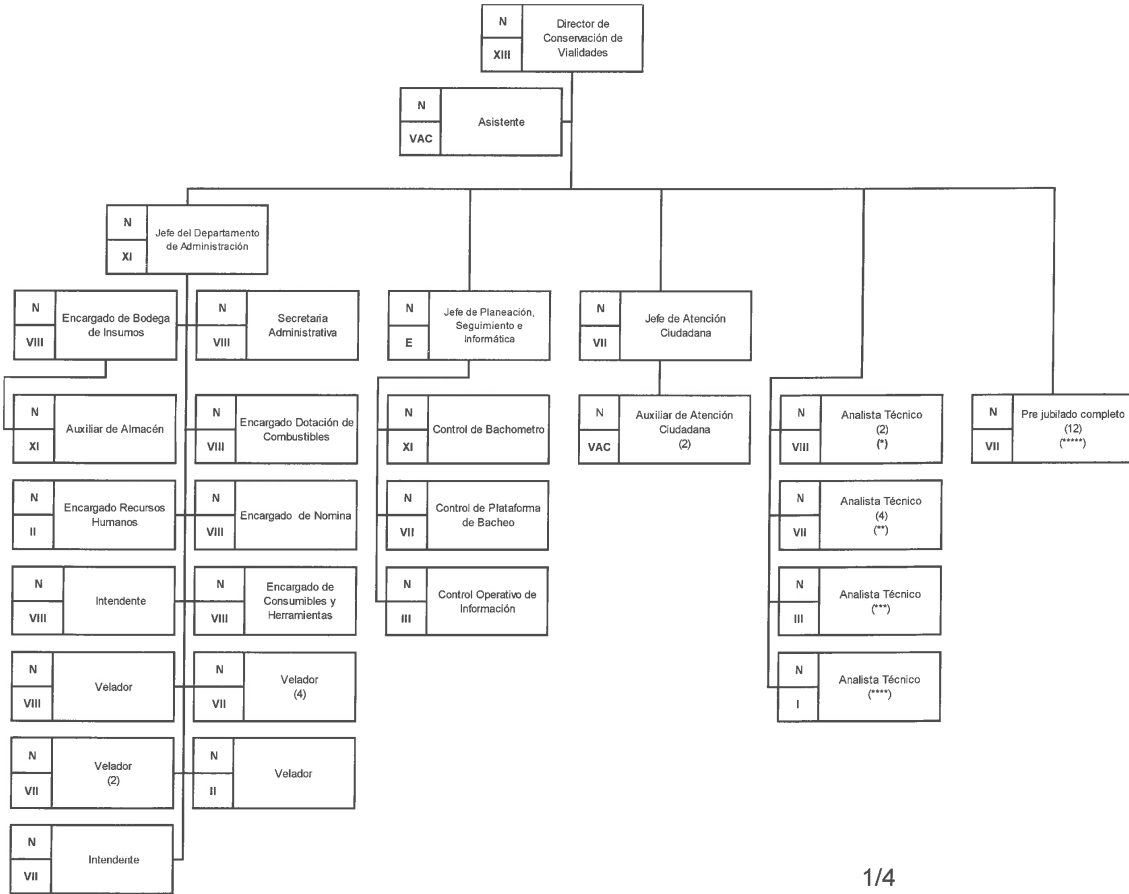 N
XIII
Director de
Conservación de
Vialidades
N
VAC
Asistente
N
XI
Jefe del Departamento
de Administración
N
VIII
Encargado de Bodega
de Insumos
N
VIII
Secretaria
Administrativa
N
E
Jefe de Planeación,
Seguimiento e
Informática
N
VII
Jefe de Atención
Ciudadana
N
XI
Auxiliar de Almacén
N
VIII
Encargado Dotación de
Combustibles
N
XI
Control de Bachometro
N
VAC
Auxiliar de Atención
Ciudadana
(2)
N
VIII
Analista Técnico
(2)
(*)
N
VII
Pre jubilado completo
(12)
(*****)
N
II
Encargado Recursos
Humanos
N
VIII
Encargado de Nomina
N
VII
Control de Plataforma
de Bacheo
N
VII
Analista Técnico
(4)
(**)
N
VIII
Intendente
N
VIII
Encargado de
Consumibles y
Herramientas
N
III
Control Operativo de
Información
N
III
Analista Técnico
(***)
N
VIII
Velador
N
VII
Velador
(4)
N
I
Analista Técnico
(****)
N
VII
Velador
(2)
N
II
Velador
N
VII
Intendente
1/4